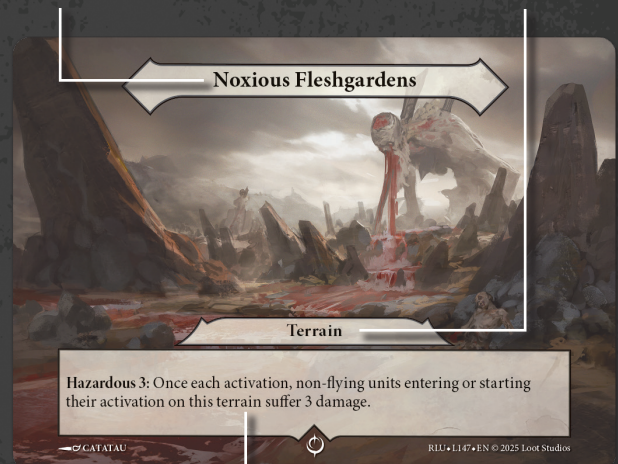 Noxious Fleshgardens
Terrain
Hazardous 3: Once each activation, non-flying units entering or starting
their activation on this terrain suffer 3 damage.
CATATAU
RLU♦L147♦EN © 2025 Loot Studios